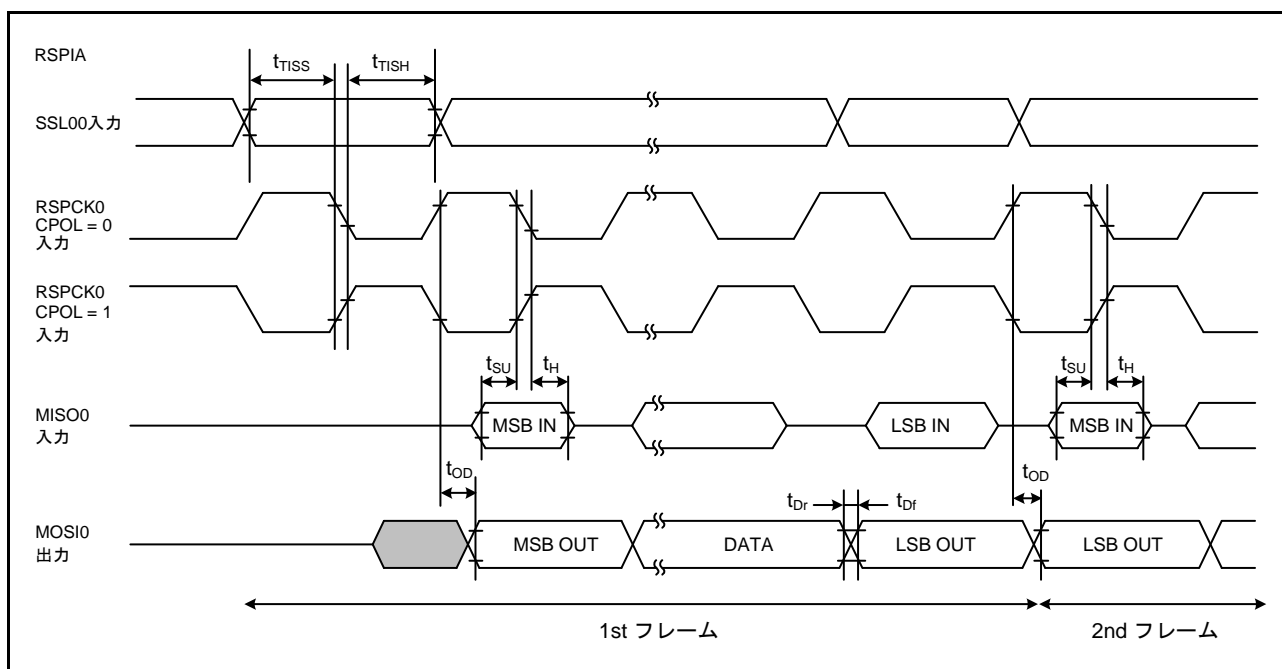 RSPIA
tTISS
tTISH
SSL00入力
RSPCK0
CPOL = 0
入力
RSPCK0
CPOL = 1
入力
tSU
tH
tSU
tH
MISO0
入力
MSB IN
LSB IN
MSB IN
tOD
tDr
tDf
tOD
MOSI0
出力
MSB OUT
DATA
LSB OUT
LSB OUT
1st フレーム
2nd フレーム